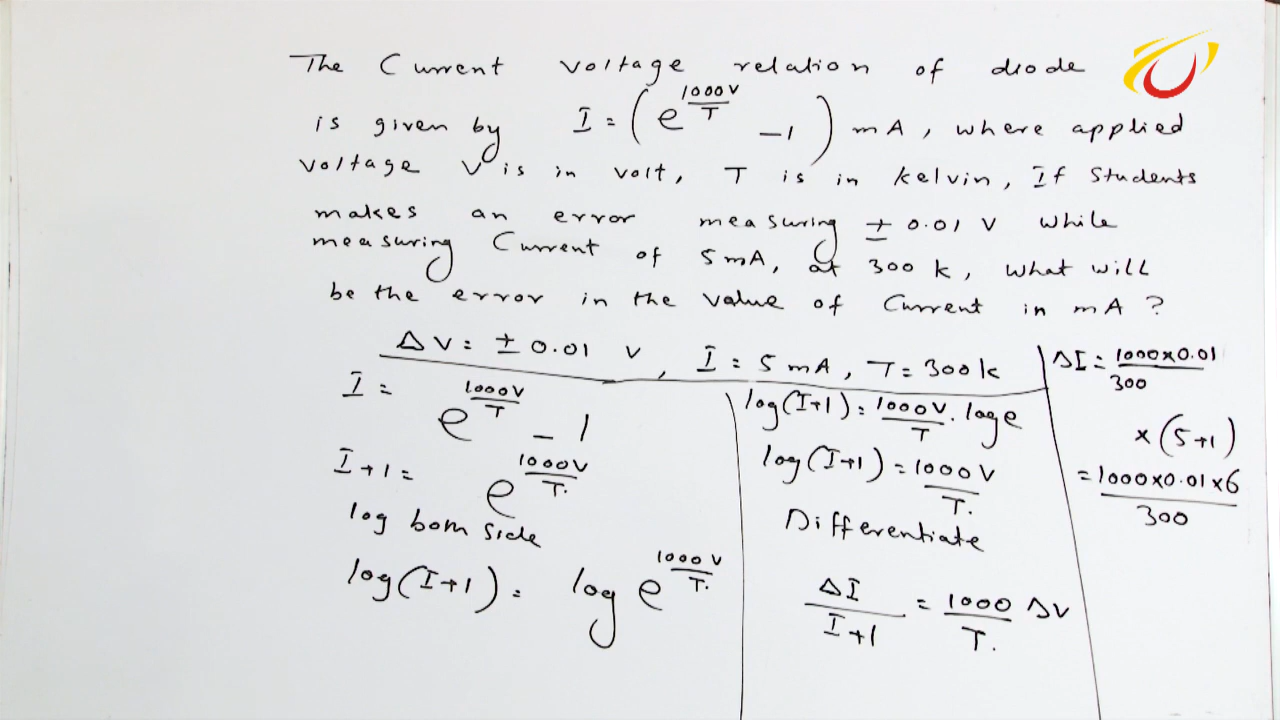 The Current voltage relation of diode
is given by I = (e^{1000V/T} - 1) mA, where applied
voltage V is in volt, T is in kelvin, If students
makes an error measuring ± 0.01 V while
measuring Current of 5mA, at 300 k, what will
be the error in the value of Current in mA?
ΔV = ± 0.01 V, I = 5 mA, T = 300 k
I = e^{1000V/T} - 1
I+1 = e^{1000V/T.}
log both side
log(I+1) = log e^{1000V/T.}
log(I+1) = 1000V/T . log e
log(I+1) = 1000V/T.
Differentiate
ΔI/I+1 = 1000/T. ΔV
ΔI = 1000×0.01/300
× (5+1)
= 1000×0.01×6/300